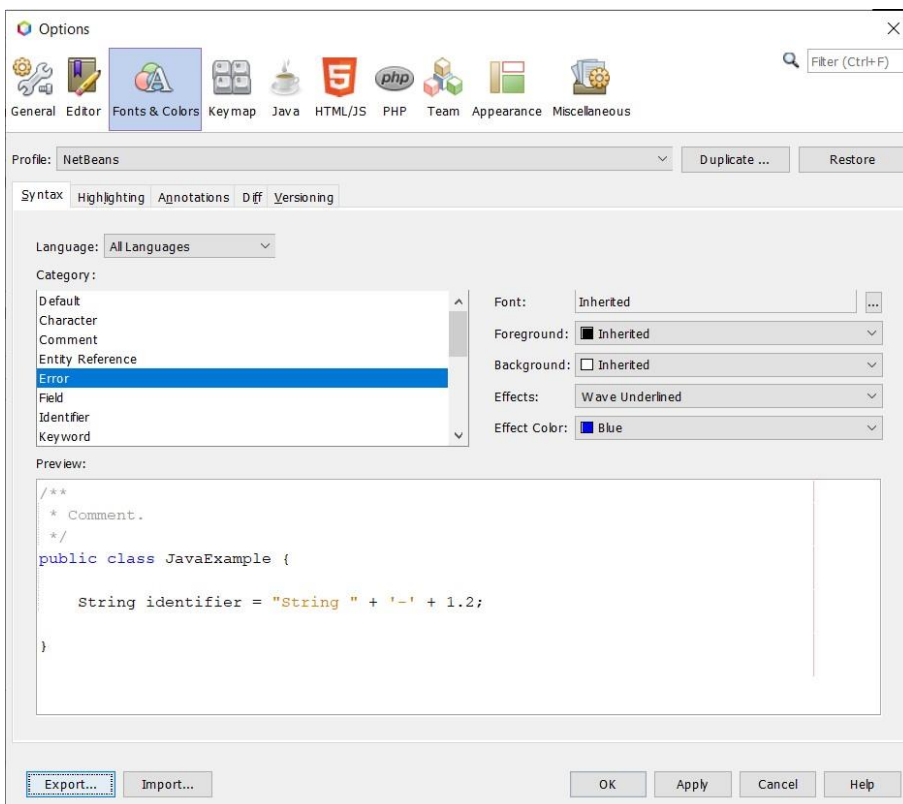 Options
Filter (Ctrl+F)
General Editor Fonts & Colors Keymap Java HTML/JS PHP Team Appearance Miscellaneous
Profile: NetBeans Duplicate ... Restore
Syntax Highlighting Annotations Diff Versioning
Language: All Languages
Category:
Default
Character
Comment
Entity Reference
Error
Field
Identifier
Keyword
Font: Inherited ...
Foreground: Inherited
Background: Inherited
Effects: Wave Underlined
Effect Color: Blue
Preview:
/**
 * Comment.
 */
public class JavaExample {
    String identifier = "String " + '-' + 1.2;
}
Export... Import... OK Apply Cancel Help